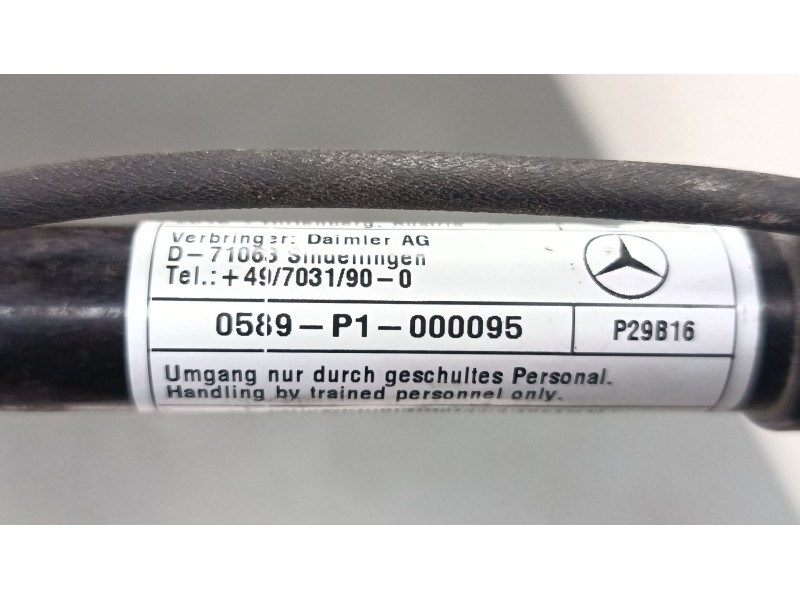 Verbringer: Daimler AG
D-71063 Sindelfingen
Tel.: +49/7031/90-0
0589-P1-000095
P29B16
Umgang nur durch geschultes Personal.
Handling by trained personnel only.